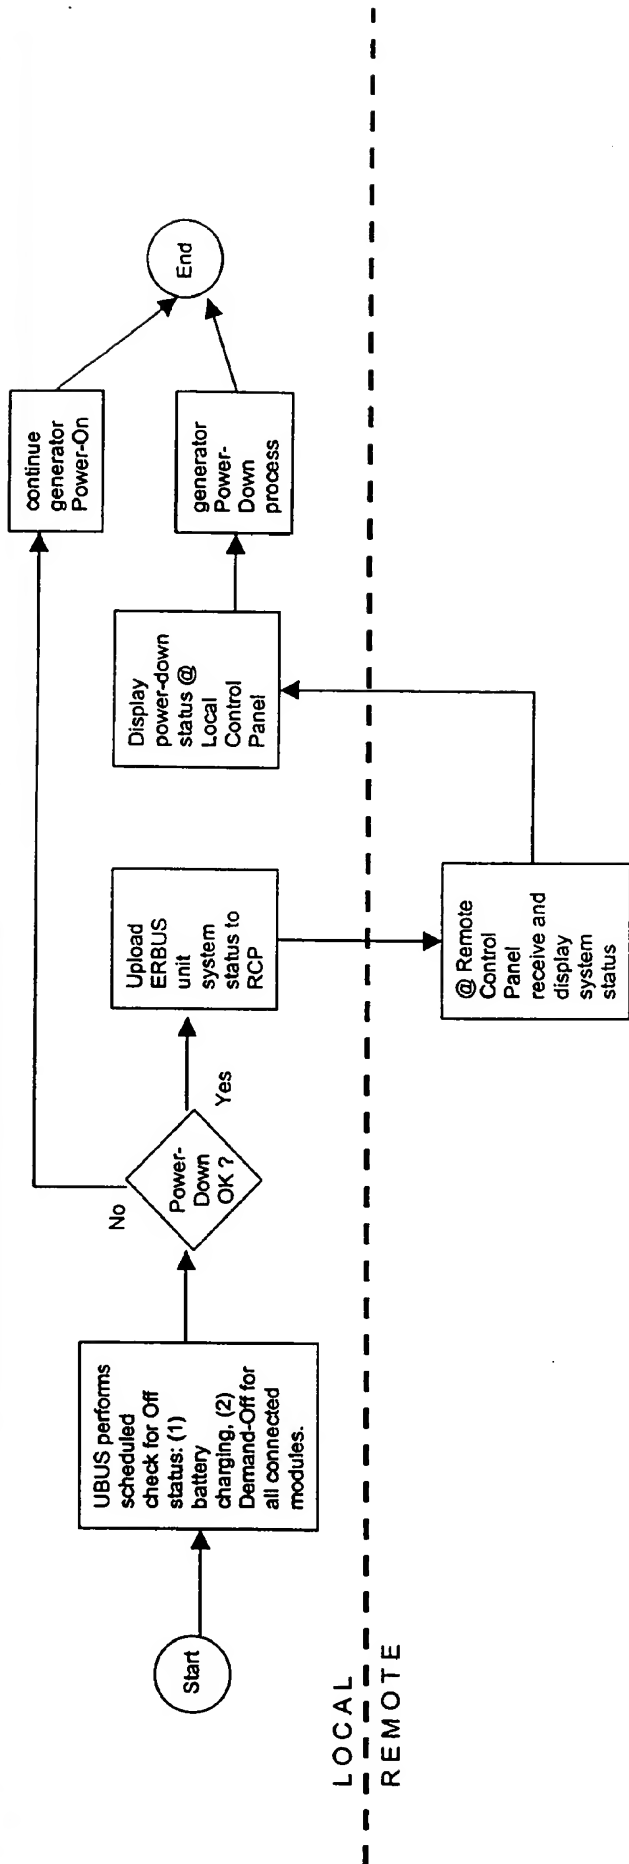 Start
UBUS performs
scheduled
check for Off
status: (1)
battery
charging, (2)
Demand-Off for
all connected
modules.
Power-
Down
OK ?
No
Yes
continue
generator
Power-On
Upload
ERBUS
unit
system
status to
RCP
Display
power-down
status @
Local
Control
Panel
generator
Power-
Down
process
End
LOCAL
REMOTE
@ Remote
Control
Panel
receive and
display
system
status